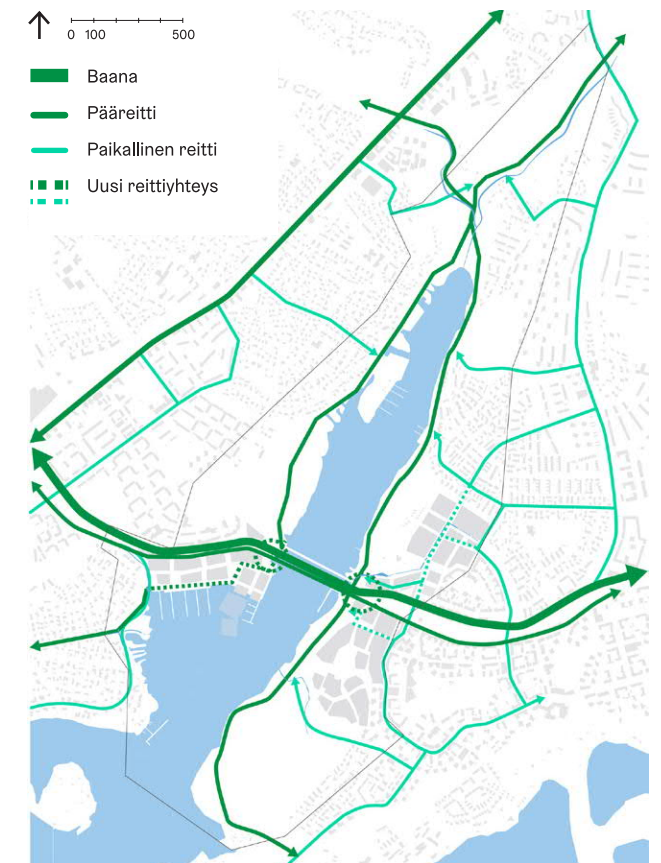 0 100 500
Baana
Pääreitti
Paikallinen reitti
Uusi reittiyhteys